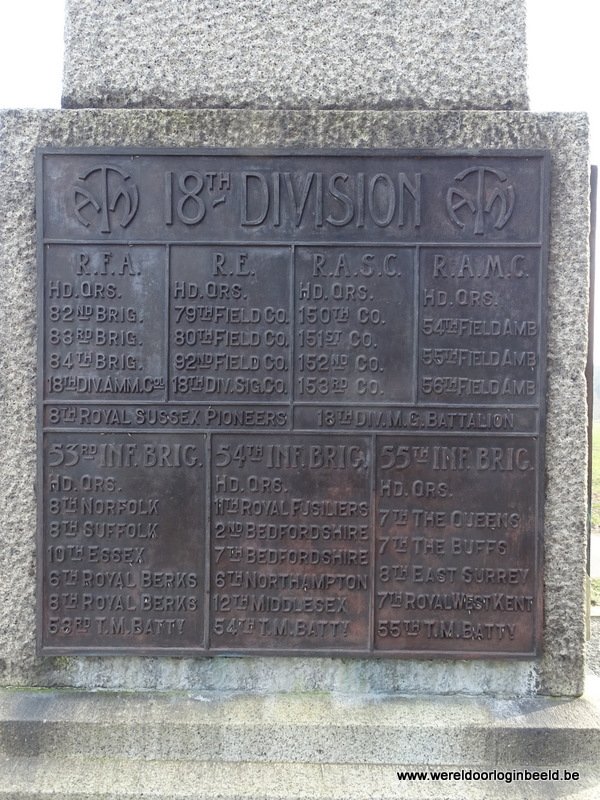 18TH DIVISION
R.F.A.
HD. QRS.
82ND BRIG.
83RD BRIG.
84TH BRIG.
18TH DIV. AMM. COL
R.E.
HD. QRS.
79TH FIELD CO.
80TH FIELD CO.
92ND FIELD CO.
18TH DIV. SIG. CO.
R.A.S.C.
HD. QRS.
150TH CO.
151ST CO.
152ND CO.
153RD CO.
R.A.M.C.
HD. QRS.
54TH FIELD AMB
55TH FIELD AMB
56TH FIELD AMB
8TH ROYAL SUSSEX PIONEERS
18TH DIV. M. G. BATTALION
53RD INF. BRIG.
HD. QRS.
8TH NORFOLK
8TH SUFFOLK
10TH ESSEX
6TH ROYAL BERKS
8TH ROYAL BERKS
53RD T.M. BATTY
54TH INF. BRIG.
HD. QRS.
11TH ROYAL FUSILIERS
2ND BEDFORDSHIRE
7TH BEDFORDSHIRE
6TH NORTHAMPTON
12TH MIDDLESEX
54TH T.M. BATTY
55TH INF. BRIG.
HD. QRS.
7TH THE QUEENS
7TH THE BUFFS
8TH EAST SURREY
7TH ROYAL WEST KENT
55TH T.M. BATTY
www.wereldoorloginbeeld.be